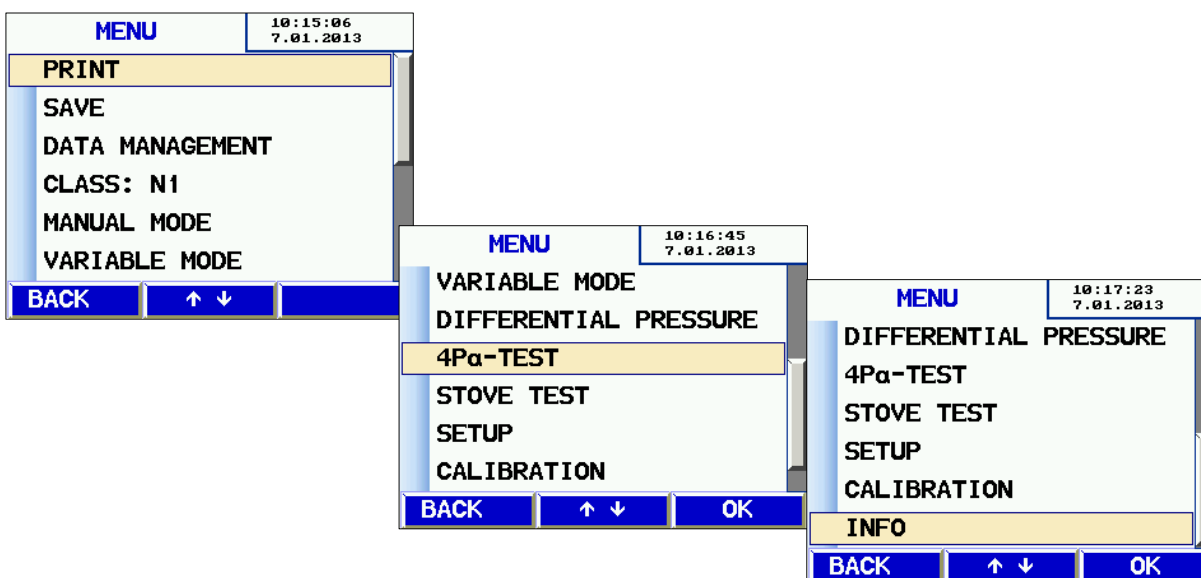 MENU
10:15:06
7.01.2013
PRINT
SAVE
DATA MANAGEMENT
CLASS: N1
MANUAL MODE
VARIABLE MODE
BACK ↑ ↓
MENU
10:16:45
7.01.2013
VARIABLE MODE
DIFFERENTIAL PRESSURE
4Pa-TEST
STOVE TEST
SETUP
CALIBRATION
BACK ↑ ↓ OK
MENU
10:17:23
7.01.2013
DIFFERENTIAL PRESSURE
4Pa-TEST
STOVE TEST
SETUP
CALIBRATION
INFO
BACK ↑ ↓ OK